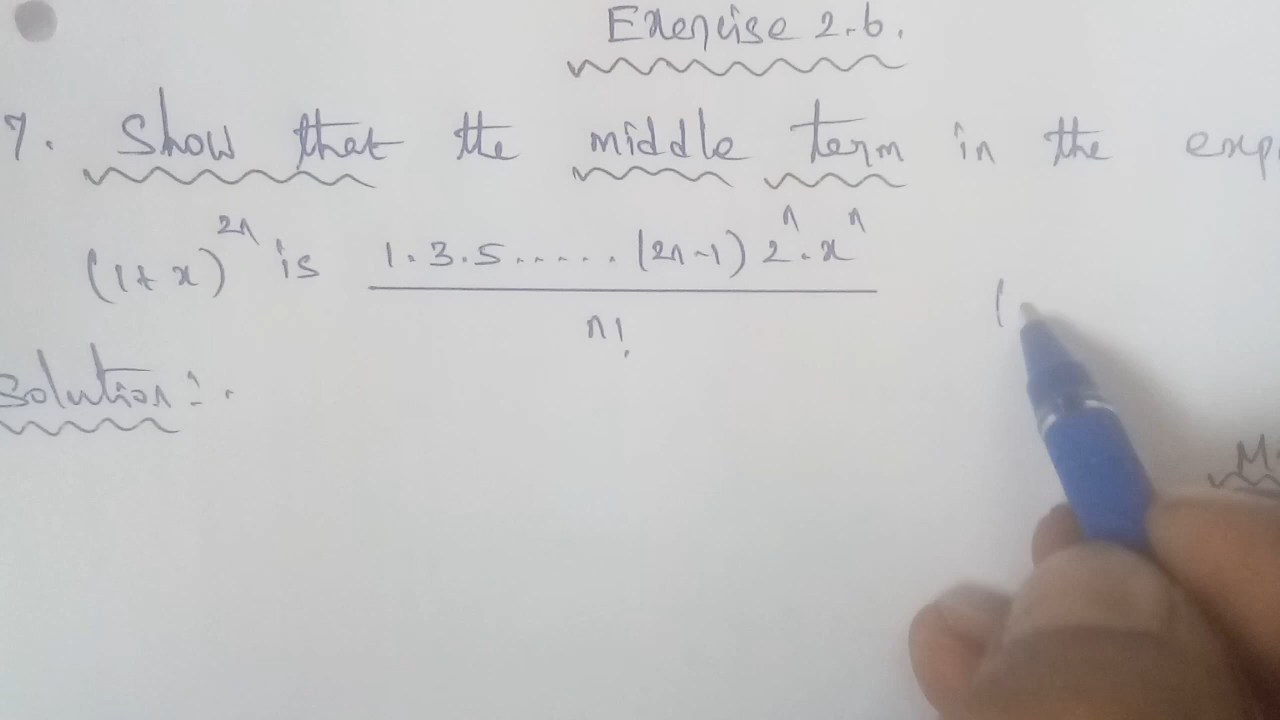 Exercise 2.6.
7. Show that the middle term in the
(1+x)^2n is 1.3.5.....(2n-1) 2^n.x^n
n!
Solution:-
(